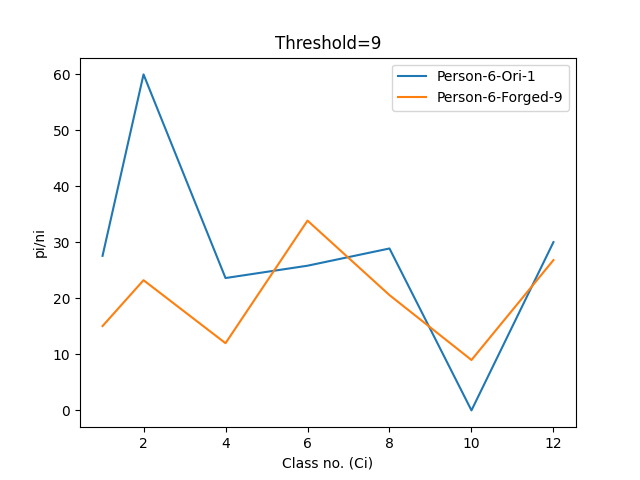 Threshold=9
Person-6-Ori-1
Person-6-Forged-9
60
50
40
30
20
10
0
pi/ni
2 4 6 8 10 12
Class no. (Ci)